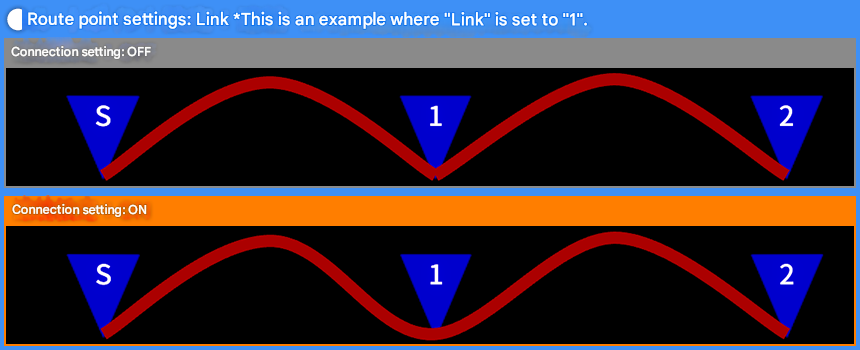 Route point settings: Link *This is an example where "Link" is set to "1".
Connection setting: OFF
S 1 2
Connection setting: ON
S 1 2